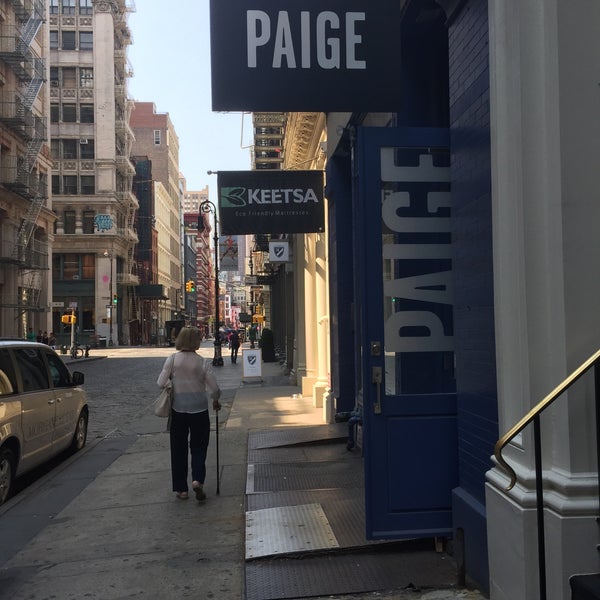 PAIGE
KEETSA
Eco Friendly Mattresses
PAIGE